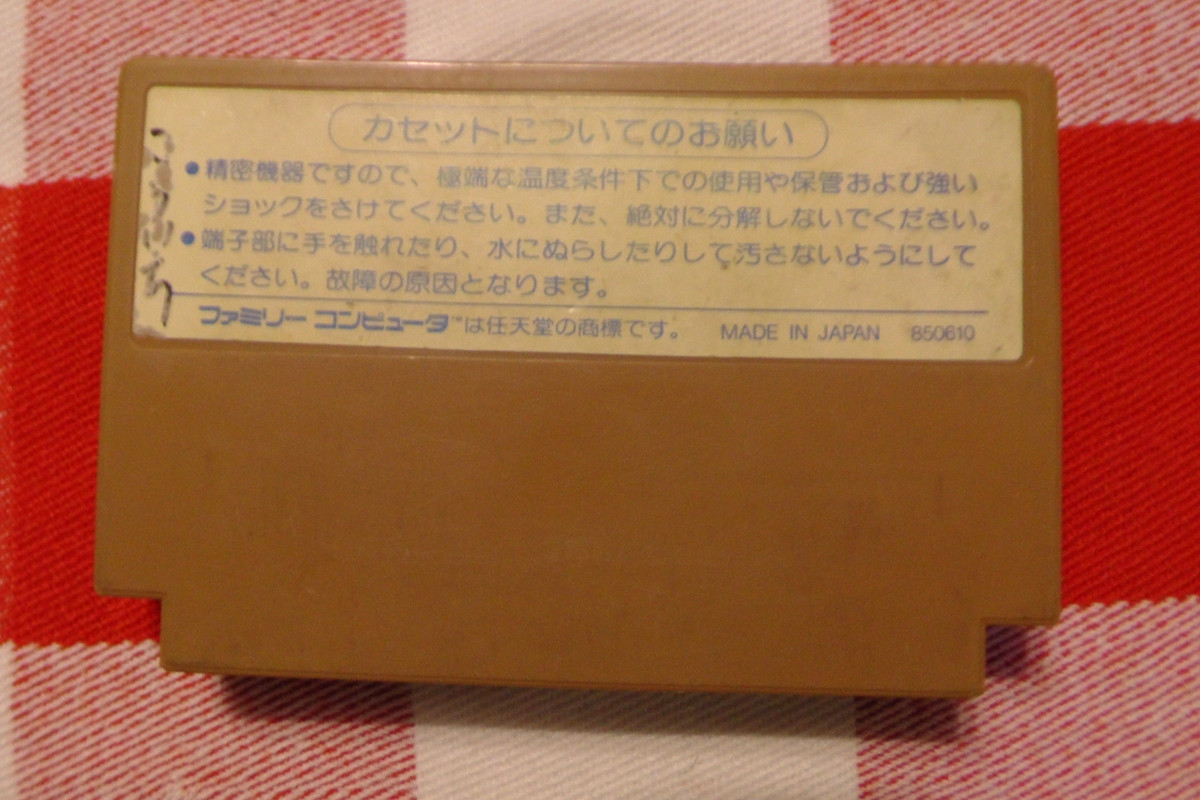 カセットについてのお願い
●精密機器ですので、極端な温度条件下での使用や保管および強い
ショックをさけてください。また、絶対に分解しないでください。
●端子部に手を触れたり、水にぬらしたりして汚さないようにして
ください。故障の原因となります。
ファミリー コンピュータ™は任天堂の商標です。 MADE IN JAPAN 850610